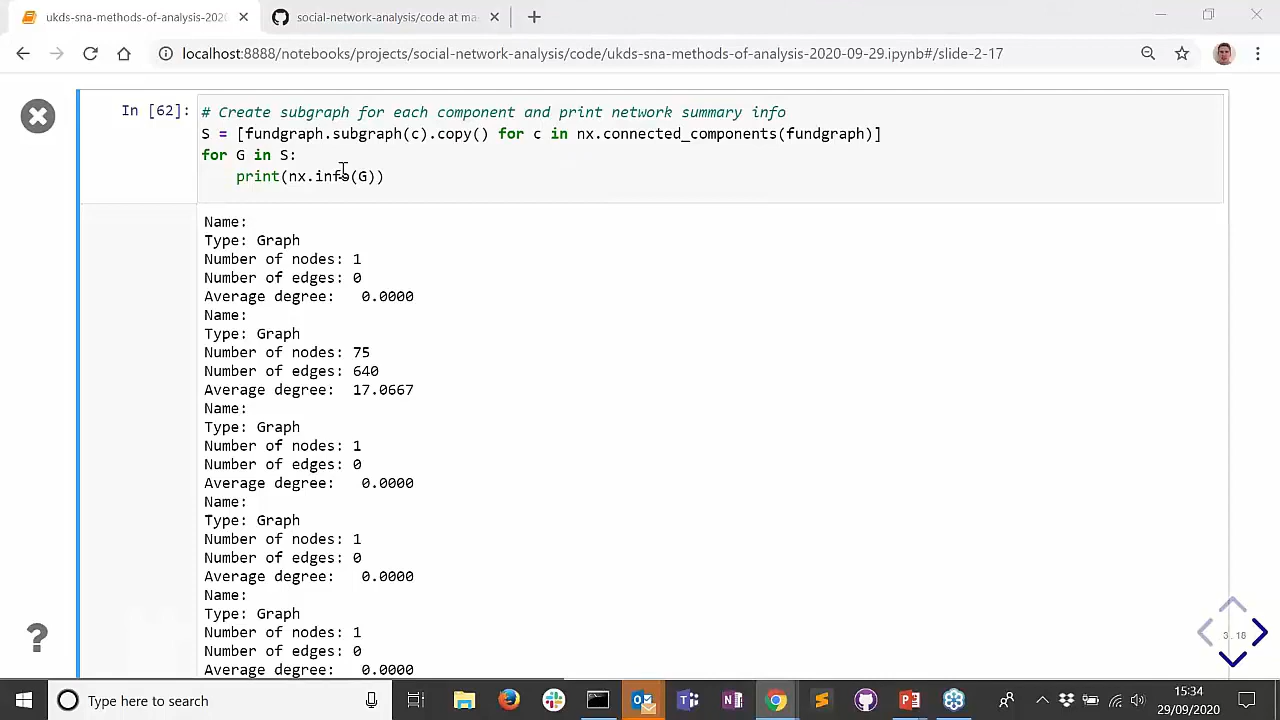 ukds-sna-methods-of-analysis-202
social-network-analysis/code at ma
localhost:8888/notebooks/projects/social-network-analysis/code/ukds-sna-methods-of-analysis-2020-09-29.ipynb#/slide-2-17
In [62]:
# Create subgraph for each component and print network summary info
S = [fundgraph.subgraph(c).copy() for c in nx.connected_components(fundgraph)]
for G in S:
print(nx.info(G))
Name:
Type: Graph
Number of nodes: 1
Number of edges: 0
Average degree: 0.0000
Name:
Type: Graph
Number of nodes: 75
Number of edges: 640
Average degree: 17.0667
Name:
Type: Graph
Number of nodes: 1
Number of edges: 0
Average degree: 0.0000
Name:
Type: Graph
Number of nodes: 1
Number of edges: 0
Average degree: 0.0000
Name:
Type: Graph
Number of nodes: 1
Number of edges: 0
Average degree: 0.0000
3.18
Type here to search
15:34
29/09/2020